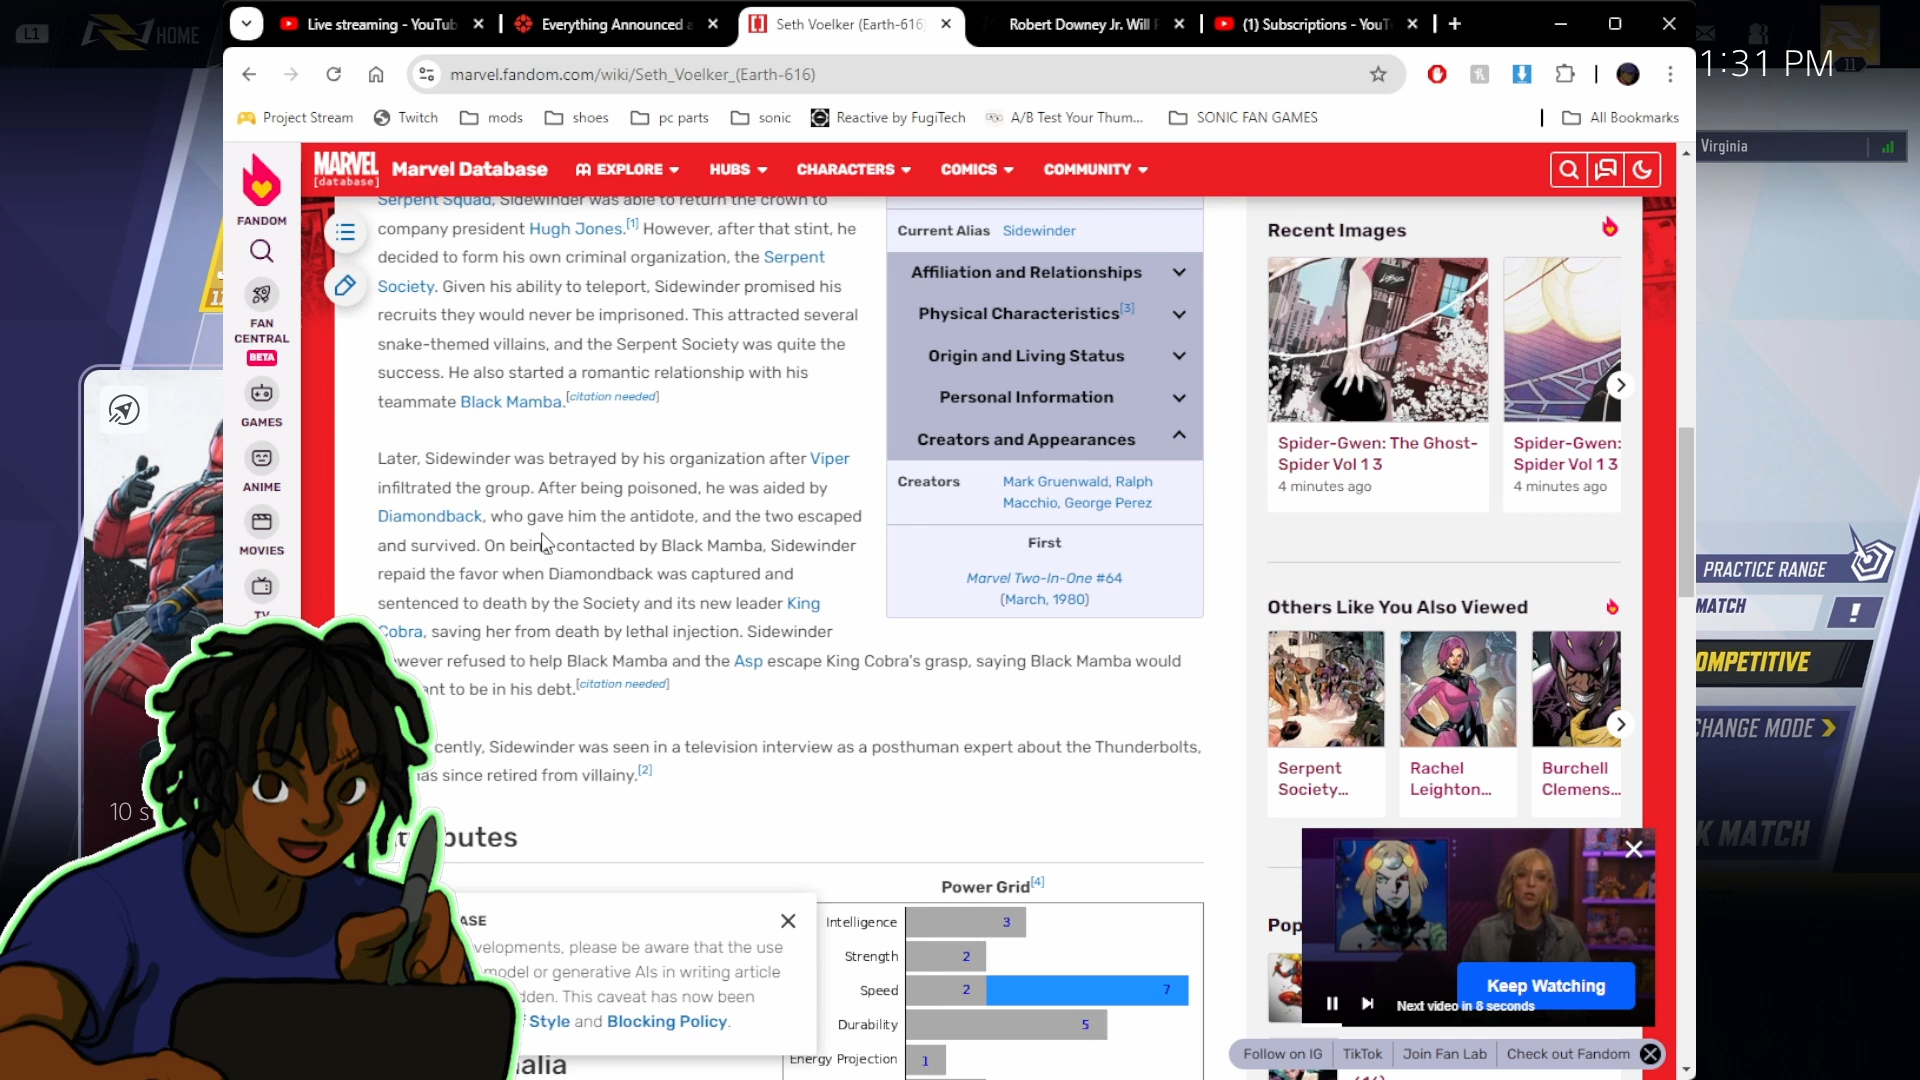 L1
HOME
Live streaming - YouTub
Everything Announced a
Seth Voelker (Earth-616)
Robert Downey Jr. Will
(1) Subscriptions - YouT
1:31 PM
11
marvel.fandom.com/wiki/Seth_Voelker_(Earth-616)
Project Stream
Twitch
mods
shoes
pc parts
sonic
Reactive by FugiTech
A/B Test Your Thum...
SONIC FAN GAMES
All Bookmarks
Virginia
MARVEL
[database]
Marvel Database
EXPLORE
HUBS
CHARACTERS
COMICS
COMMUNITY
FANDOM
FAN
CENTRAL
BETA
GAMES
ANIME
MOVIES
TV
Serpent Squad, Sidewinder was able to return the crown to
company president Hugh Jones.[1] However, after that stint, he
decided to form his own criminal organization, the Serpent
Society. Given his ability to teleport, Sidewinder promised his
recruits they would never be imprisoned. This attracted several
snake-themed villains, and the Serpent Society was quite the
success. He also started a romantic relationship with his
teammate Black Mamba.[citation needed]
Later, Sidewinder was betrayed by his organization after Viper
infiltrated the group. After being poisoned, he was aided by
Diamondback, who gave him the antidote, and the two escaped
and survived. On being contacted by Black Mamba, Sidewinder
repaid the favor when Diamondback was captured and
sentenced to death by the Society and its new leader King
Cobra, saving her from death by lethal injection. Sidewinder
wever refused to help Black Mamba and the Asp escape King Cobra's grasp, saying Black Mamba would
ant to be in his debt.[citation needed]
cently, Sidewinder was seen in a television interview as a posthuman expert about the Thunderbolts,
as since retired from villainy.[2]
Current Alias Sidewinder
Affiliation and Relationships
Physical Characteristics[3]
Origin and Living Status
Personal Information
Creators and Appearances
Creators Mark Gruenwald, Ralph
Macchio, George Perez
First
Marvel Two-In-One #64
(March, 1980)
Recent Images
Spider-Gwen: The Ghost-
Spider Vol 1 3
4 minutes ago
Spider-Gwen:
Spider Vol 1 3
4 minutes ago
Others Like You Also Viewed
Serpent
Society...
Rachel
Leighton...
Burchell
Clemens...
Pop
Keep Watching
Next video in 8 seconds
Follow on IG
TikTok
Join Fan Lab
Check out Fandom
PRACTICE RANGE
MATCH
!
OMPETITIVE
CHANGE MODE
K MATCH
10 s
butes
Power Grid[4]
Intelligence 3
Strength 2
Speed 2 7
Durability 5
Energy Projection 1
ASE
velopments, please be aware that the use
model or generative AIs in writing article
dden. This caveat has now been
f Style and Blocking Policy.
alia